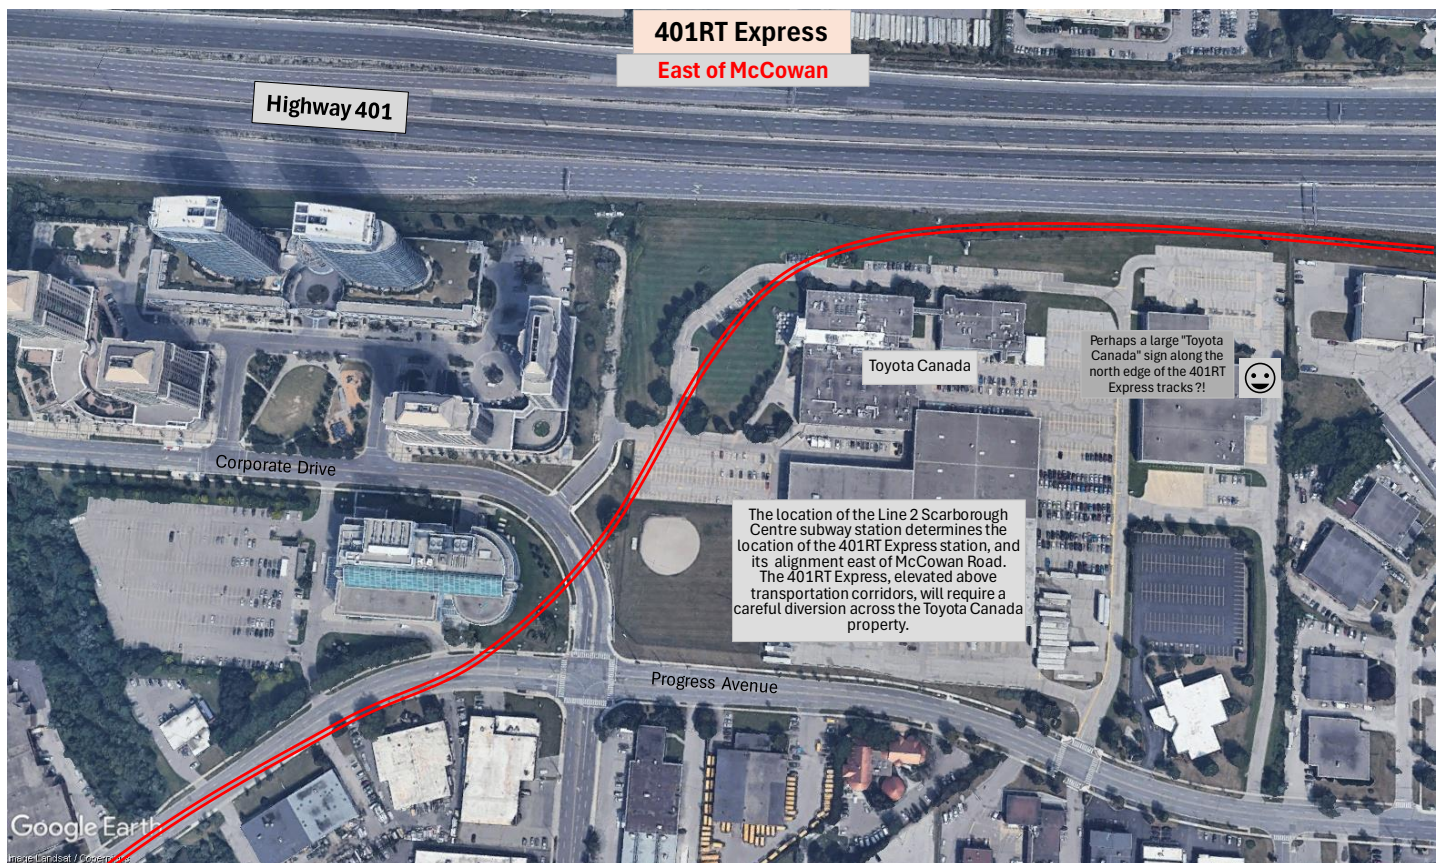 401RT Express
East of McCowan
Highway 401
Perhaps a large "Toyota
Canada" sign along the
north edge of the 401RT
Express tracks ?!
Toyota Canada
Corporate Drive
The location of the Line 2 Scarborough
Centre subway station determines the
location of the 401RT Express station, and
its alignment east of McCowan Road.
The 401RT Express, elevated above
transportation corridors, will require a
careful diversion across the Toyota Canada
property.
Progress Avenue
Google Earth
Image Landsat / Copernicus